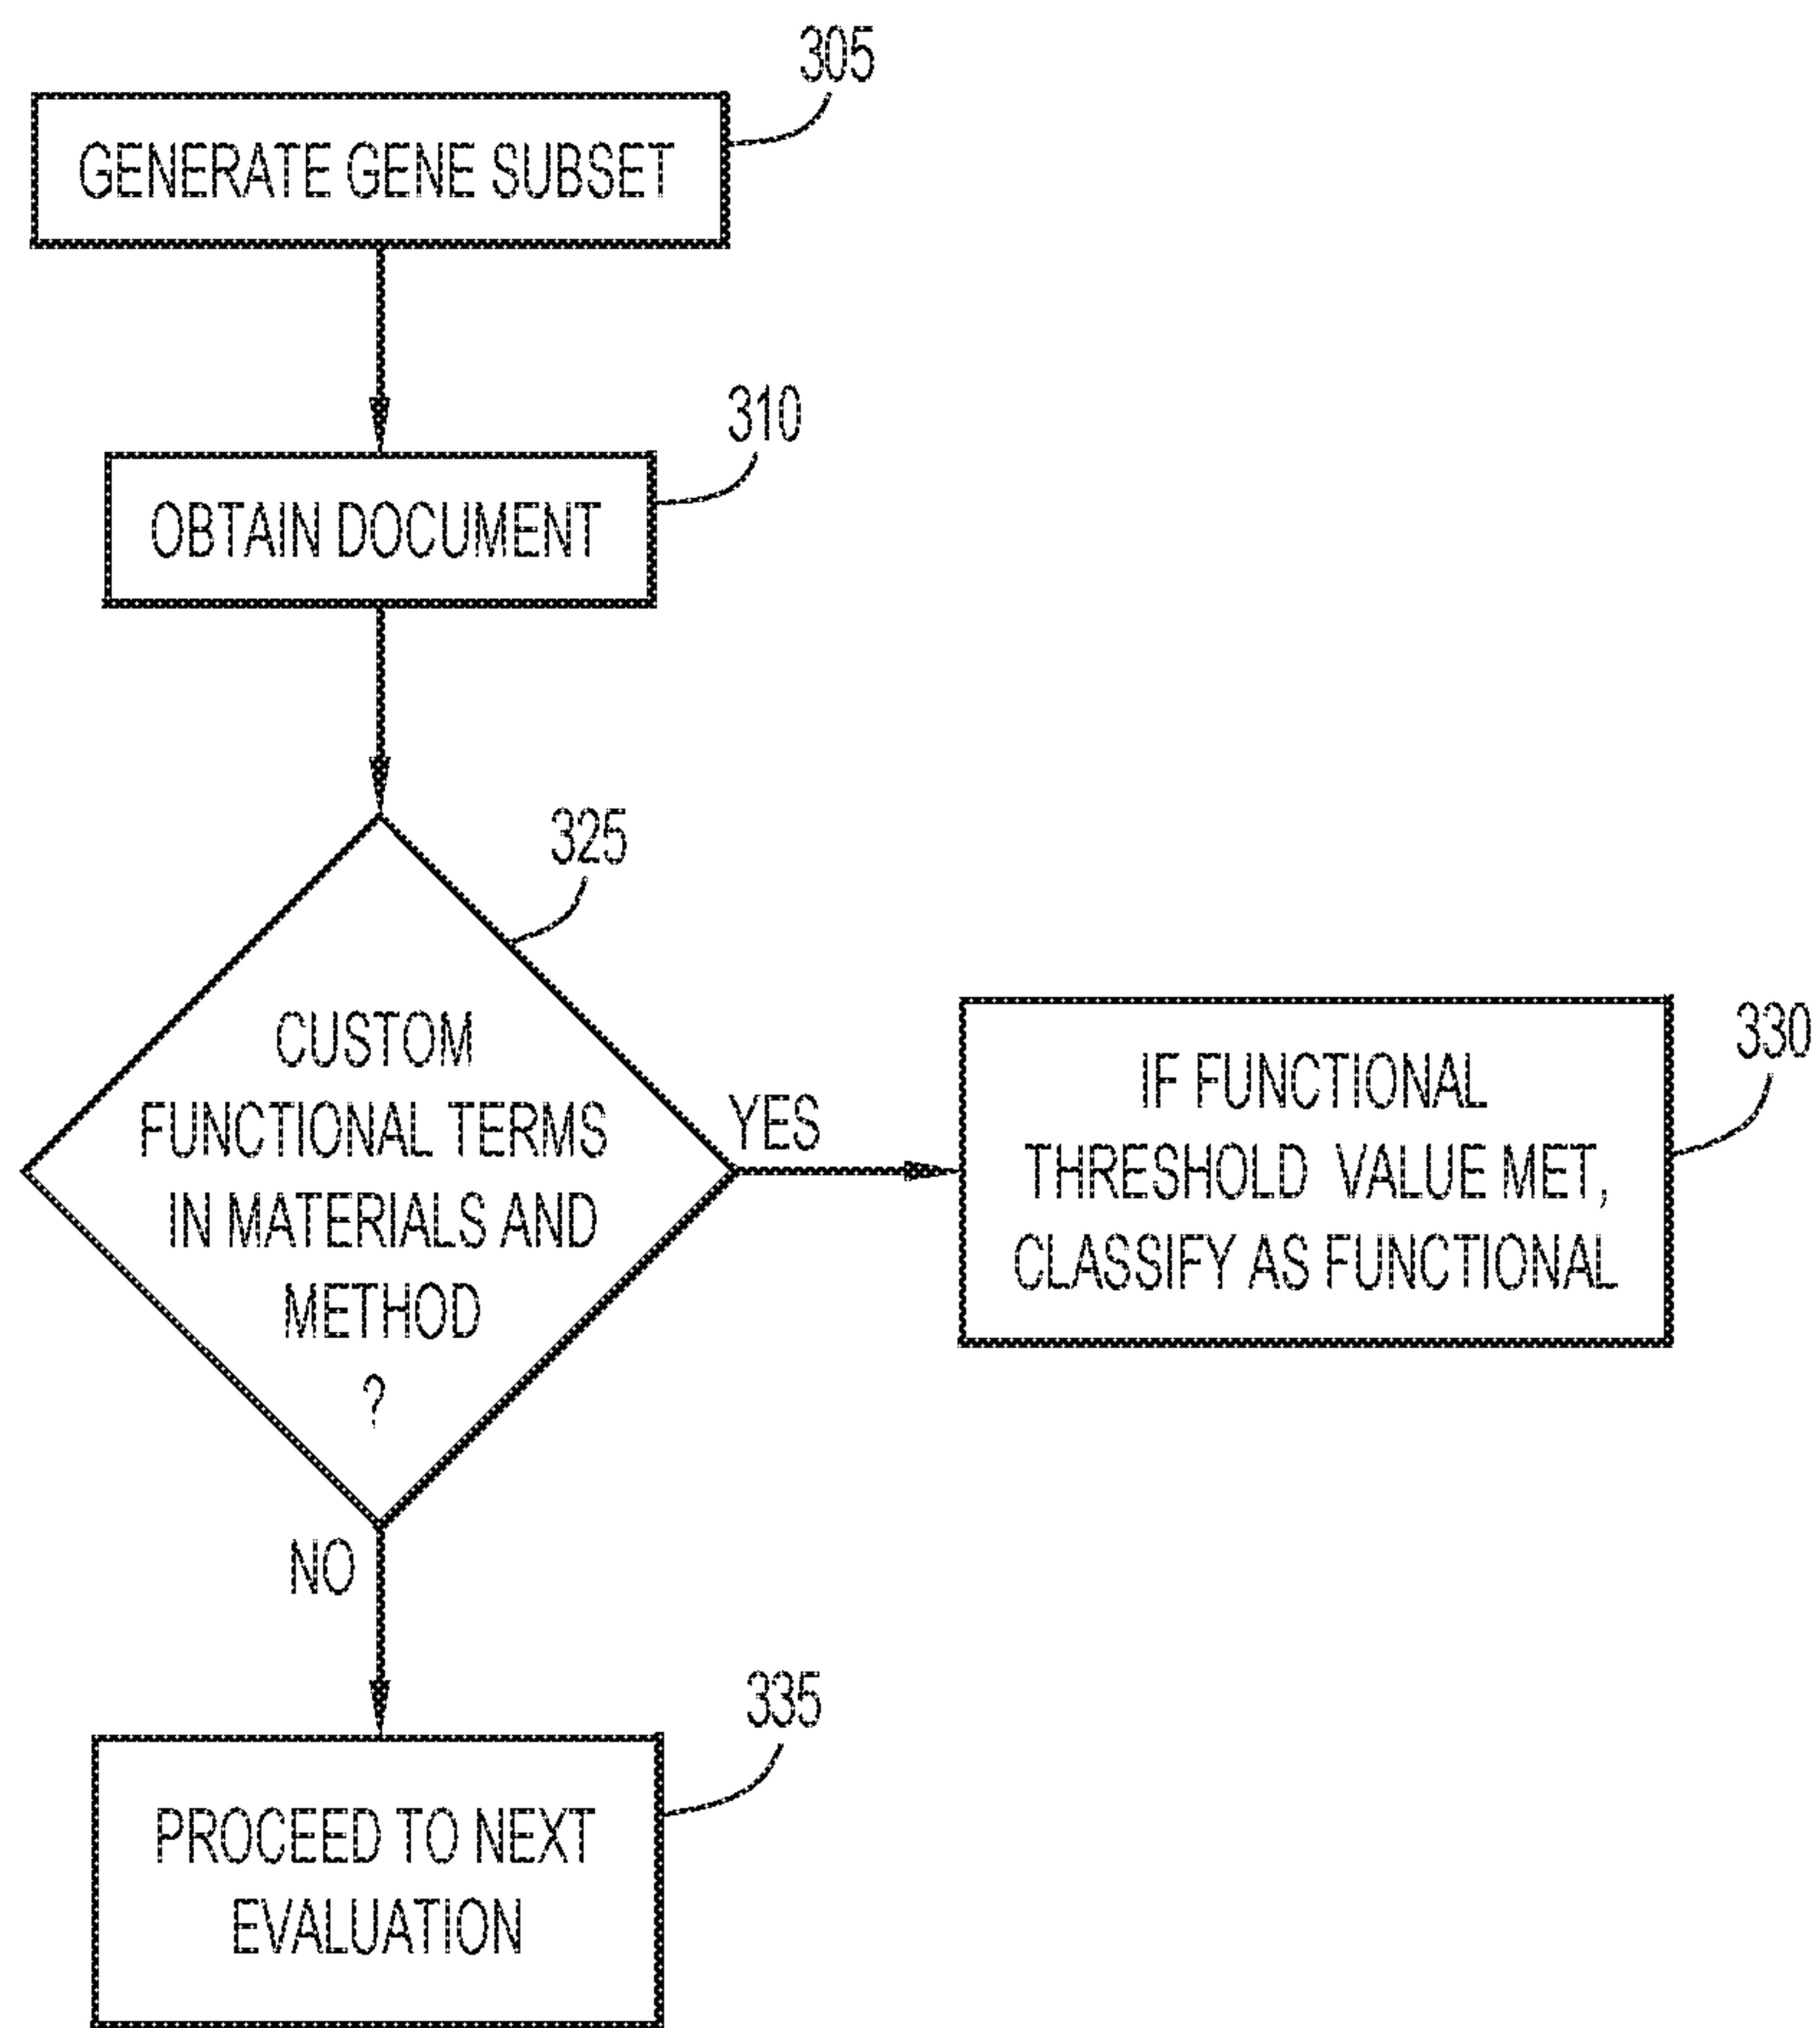 305
GENERATE GENE SUBSET
310
OBTAIN DOCUMENT
325
CUSTOM
FUNCTIONAL TERMS
IN MATERIALS AND
METHOD
?
YES
330
IF FUNCTIONAL
THRESHOLD VALUE MET,
CLASSIFY AS FUNCTIONAL
NO
335
PROCEED TO NEXT
EVALUATION